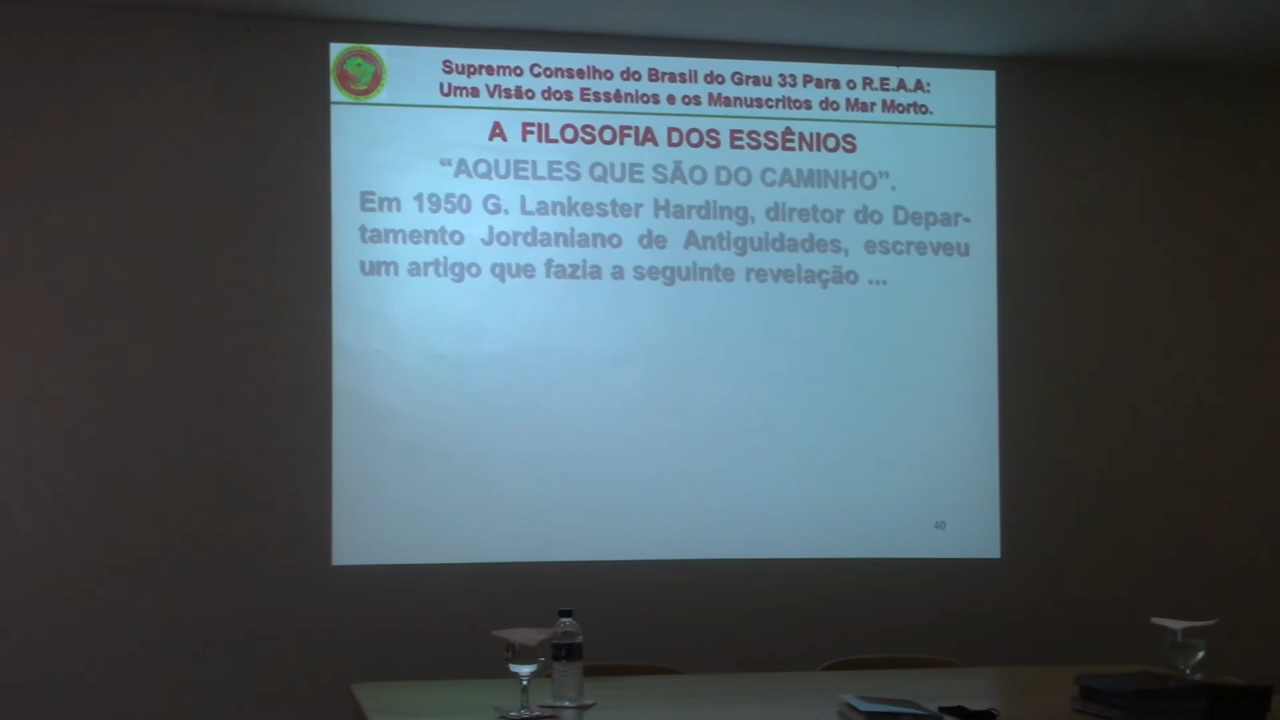 Supremo Conselho do Brasil do Grau 33 Para o R.E.A.A:
Uma Visão dos Essênios e os Manuscritos do Mar Morto.
A FILOSOFIA DOS ESSÊNIOS
“AQUELES QUE SÃO DO CAMINHO”.
Em 1950 G. Lankester Harding, diretor do Depar-
tamento Jordaniano de Antiguidades, escreveu
um artigo que fazia a seguinte revelação ...
40